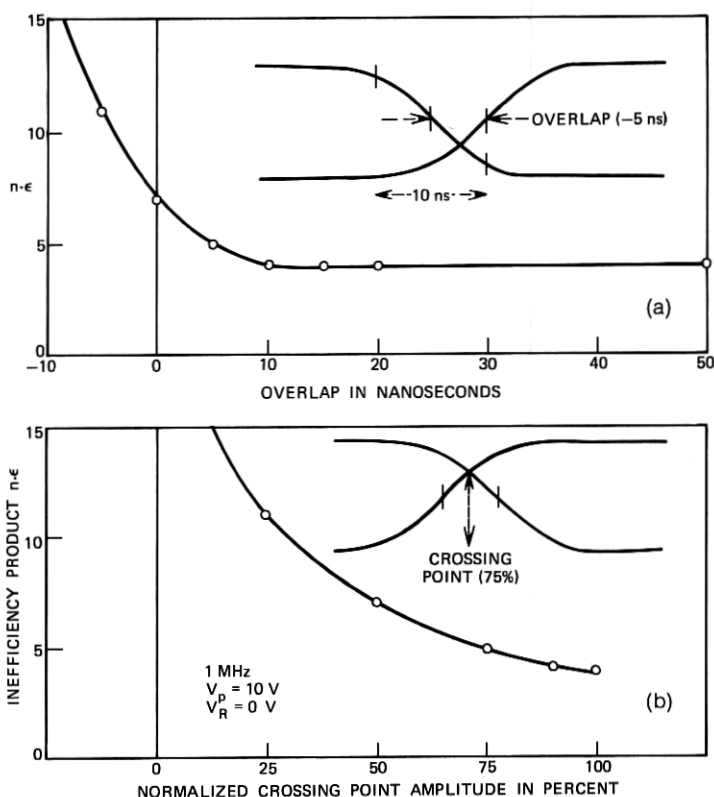 15
10
n·ϵ
5
0
OVERLAP (−5 ns)
10 ns
(a)
−10 0 10 20 30 40 50
OVERLAP IN NANOSECONDS
INEFFICIENCY PRODUCT n·ϵ
15
10
5
0
CROSSING
POINT (75%)
1 MHz
Vp = 10 V
VR = 0 V
(b)
0 25 50 75 100
NORMALIZED CROSSING POINT AMPLITUDE IN PERCENT